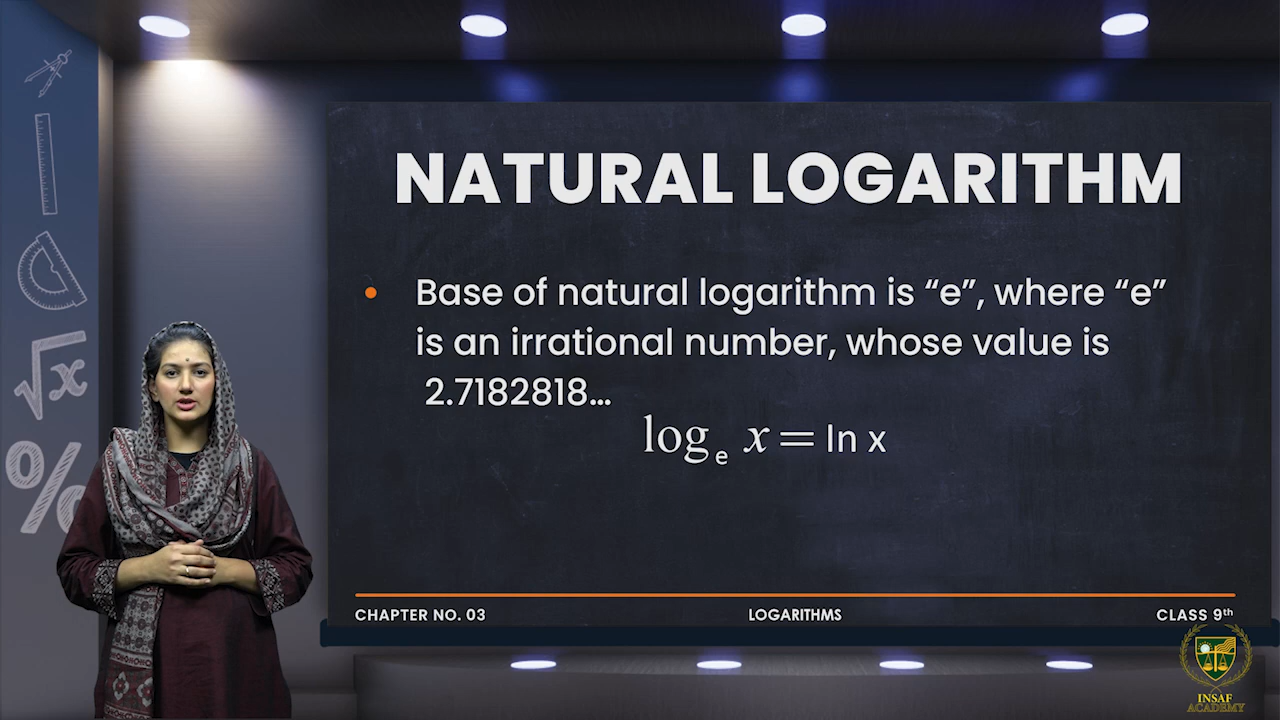 NATURAL LOGARITHM
• Base of natural logarithm is “e”, where “e”
is an irrational number, whose value is
2.7182818...
logₑ x = ln x
√x
%
CHAPTER NO. 03
LOGARITHMS
CLASS 9ᵗʰ
INSAF
ACADEMY